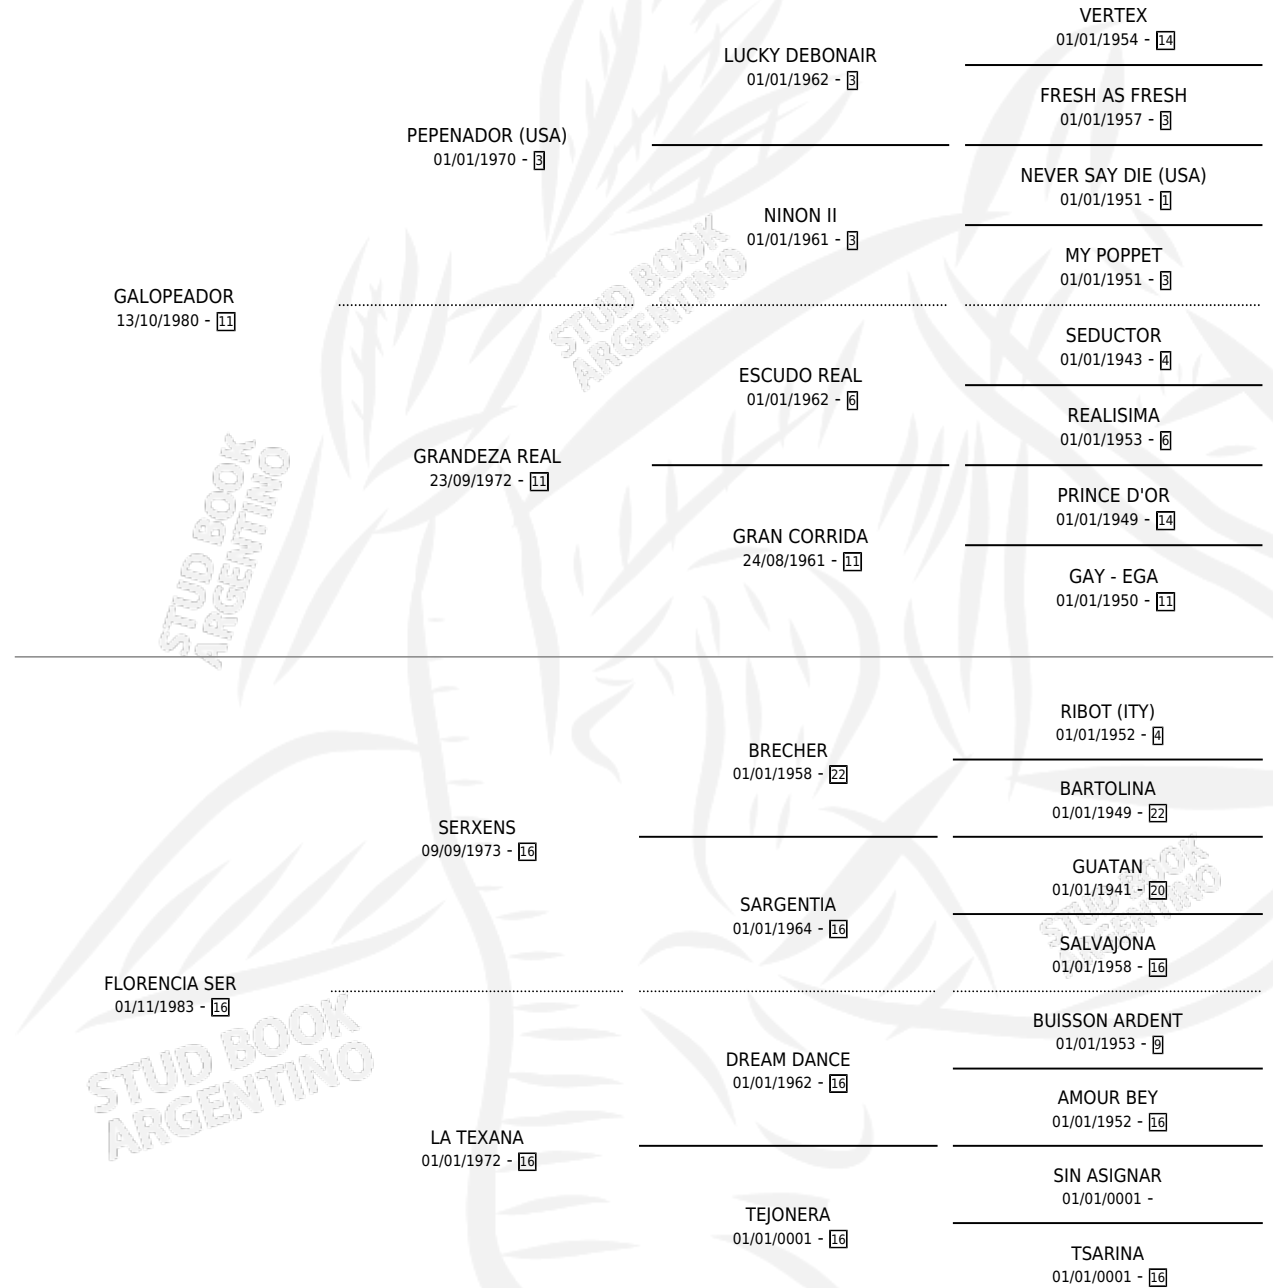 VERTEX
01/01/1954 - 14
LUCKY DEBONAIR
01/01/1962 - 3
FRESH AS FRESH
01/01/1957 - 3
PEPENADOR (USA)
01/01/1970 - 3
NEVER SAY DIE (USA)
01/01/1951 - 1
NINON II
01/01/1961 - 3
MY POPPET
01/01/1951 - 3
GALOPEADOR
13/10/1980 - 11
SEDUCTOR
01/01/1943 - 4
ESCUDO REAL
01/01/1962 - 6
REALISIMA
01/01/1953 - 6
GRANDEZA REAL
23/09/1972 - 11
PRINCE D'OR
01/01/1949 - 14
GRAN CORRIDA
24/08/1961 - 11
GAY - EGA
01/01/1950 - 11
STUD BOOK
ARGENTINO
STUD BOOK
ARGENTINO
RIBOT (ITY)
01/01/1952 - 4
BRECHER
01/01/1958 - 22
BARTOLINA
01/01/1949 - 22
SERXENS
09/09/1973 - 16
GUATAN
01/01/1941 - 20
SARGENTIA
01/01/1964 - 16
SALVAJONA
01/01/1958 - 16
STUD BOOK
ARGENTINO
FLORENCIA SER
01/11/1983 - 16
BUISSON ARDENT
01/01/1953 - 9
DREAM DANCE
01/01/1962 - 16
AMOUR BEY
01/01/1952 - 16
STUD BOOK
ARGENTINO
LA TEXANA
01/01/1972 - 16
SIN ASIGNAR
01/01/0001 -
TEJONERA
01/01/0001 - 16
TSARINA
01/01/0001 - 16